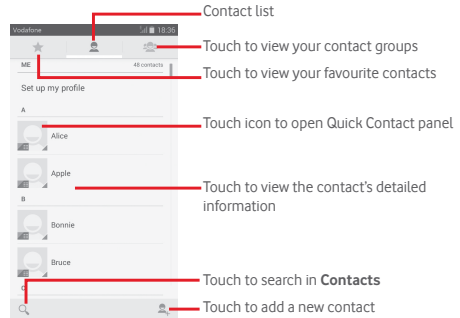 Contact list
Vodafone 18:36
Touch to view your contact groups
ME 48 contacts
Touch to view your favourite contacts
Set up my profile
A
Touch icon to open Quick Contact panel
Alice
Apple
Touch to view the contact's detailed
information
B
Bonnie
Bruce
Touch to search in Contacts
C
Touch to add a new contact